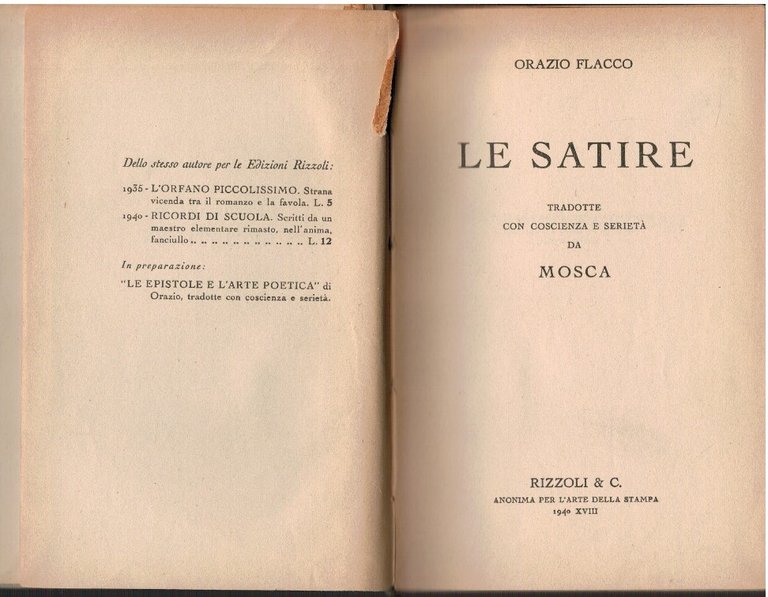 Dello stesso autore per le Edizioni Rizzoli:
1935 - L'ORFANO PICCOLISSIMO. Strana
vicenda tra il romanzo e la favola. L. 5
1940 - RICORDI DI SCUOLA. Scritti da un
maestro elementare rimasto, nell'anima,
fanciullo .. .. .. .. .. .. .. .. .. .. .. L. 12
In preparazione:
"LE EPISTOLE E L'ARTE POETICA" di
Orazio, tradotte con coscienza e serietà.
ORAZIO FLACCO
LE SATIRE
TRADOTTE
CON COSCIENZA E SERIETÀ
DA
MOSCA
RIZZOLI & C.
ANONIMA PER L'ARTE DELLA STAMPA
1940 XVIII